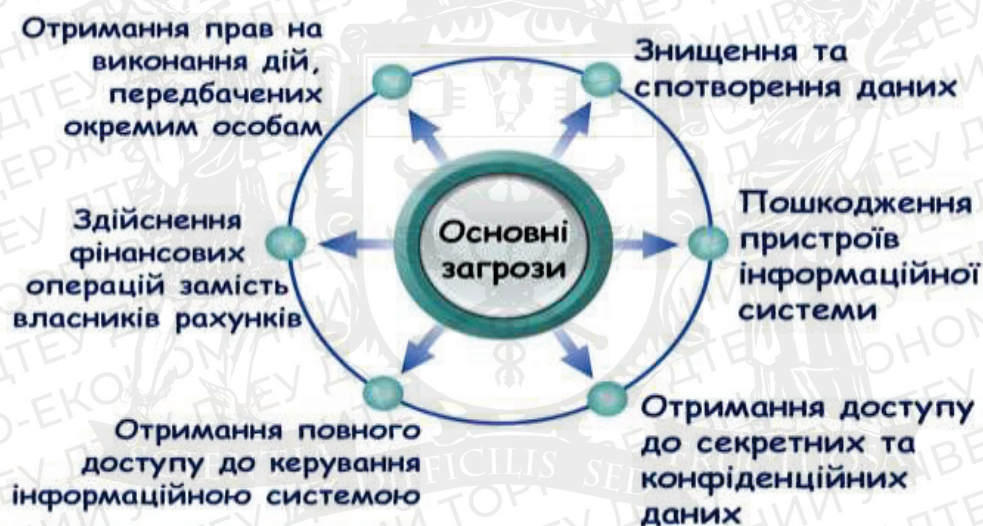 Отримання прав на
виконання дій,
передбачених
окремим особам
Знищення та
спотворення даних
Здійснення
фінансових
операцій замість
власників рахунків
Основні
загрози
Пошкодження
пристроїв
інформаційної
системи
Отримання повного
доступу до керування
інформаційною системою
Отримання доступу
до секретних та
конфіденційних
даних